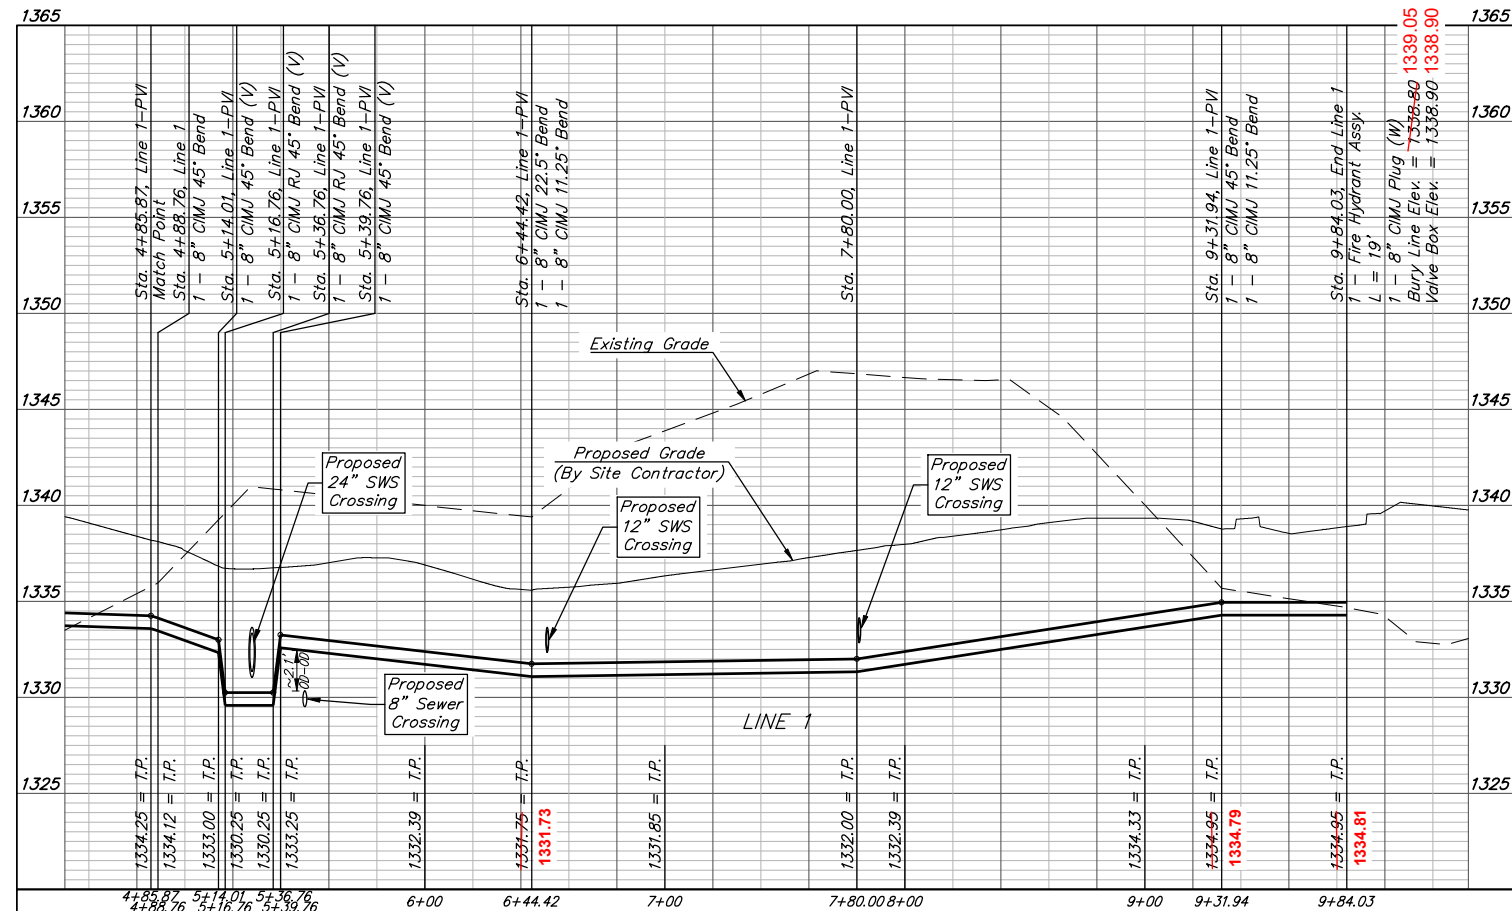 1365
1365
1360
1360
1355
1355
1350
1350
1345
1345
1340
1340
1335
1335
1330
1330
1325
1325
Sta. 4+85.87, Line 1-PVI
Match Point
Sta. 4+88.76, Line 1
1 - 8" CIMJ 45° Bend
Sta. 5+14.01, Line 1-PVI
1 - 8" CIMJ 45° Bend (V)
Sta. 5+16.76, Line 1-PVI
1 - 8" CIMJ RJ 45° Bend (V)
Sta. 5+36.76, Line 1-PVI
1 - 8" CIMJ RJ 45° Bend (V)
Sta. 5+39.76, Line 1-PVI
1 - 8" CIMJ 45° Bend (V)
Sta. 6+44.42, Line 1-PVI
1 - 8" CIMJ 22.5° Bend
1 - 8" CIMJ 11.25° Bend
Sta. 7+80.00, Line 1-PVI
Sta. 9+31.94, Line 1-PVI
1 - 8" CIMJ 45° Bend
1 - 8" CIMJ 11.25° Bend
Sta. 9+84.03, End Line 1
1 - Fire Hydrant Assy.
L = 19'
1 - 8" CIMJ Plug (W)
Bury Line Elev. = 1338.80 1339.05
Valve Box Elev. = 1338.90 1338.90
Existing Grade
Proposed Grade
(By Site Contractor)
Proposed
24" SWS
Crossing
Proposed
12" SWS
Crossing
Proposed
12" SWS
Crossing
Proposed
8" Sewer
Crossing
~2.1'
OD-OD
LINE 1
1334.25 = T.P.
1334.12 = T.P.
1333.00 = T.P.
1330.25 = T.P.
1330.25 = T.P.
1333.25 = T.P.
1332.39 = T.P.
1331.75 = T.P.
1331.73
1331.85 = T.P.
1332.00 = T.P.
1332.39 = T.P.
1334.33 = T.P.
1334.95 = T.P.
1334.79
1334.95 = T.P.
1334.81
4+85.87
4+88.76
5+14.01
5+16.76
5+36.76
5+39.76
6+00
6+44.42
7+00
7+80.00
8+00
9+00
9+31.94
9+84.03